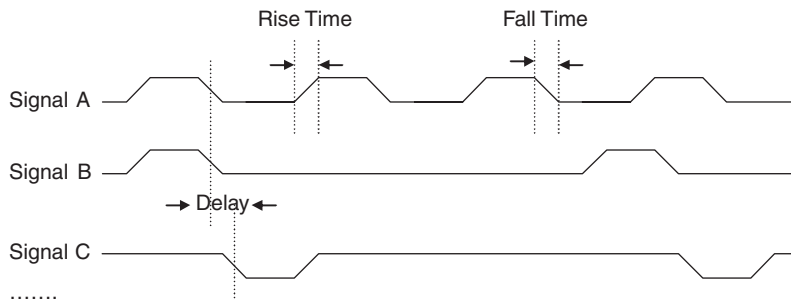 Rise Time
Fall Time
Signal A
Signal B
Delay
Signal C
.......